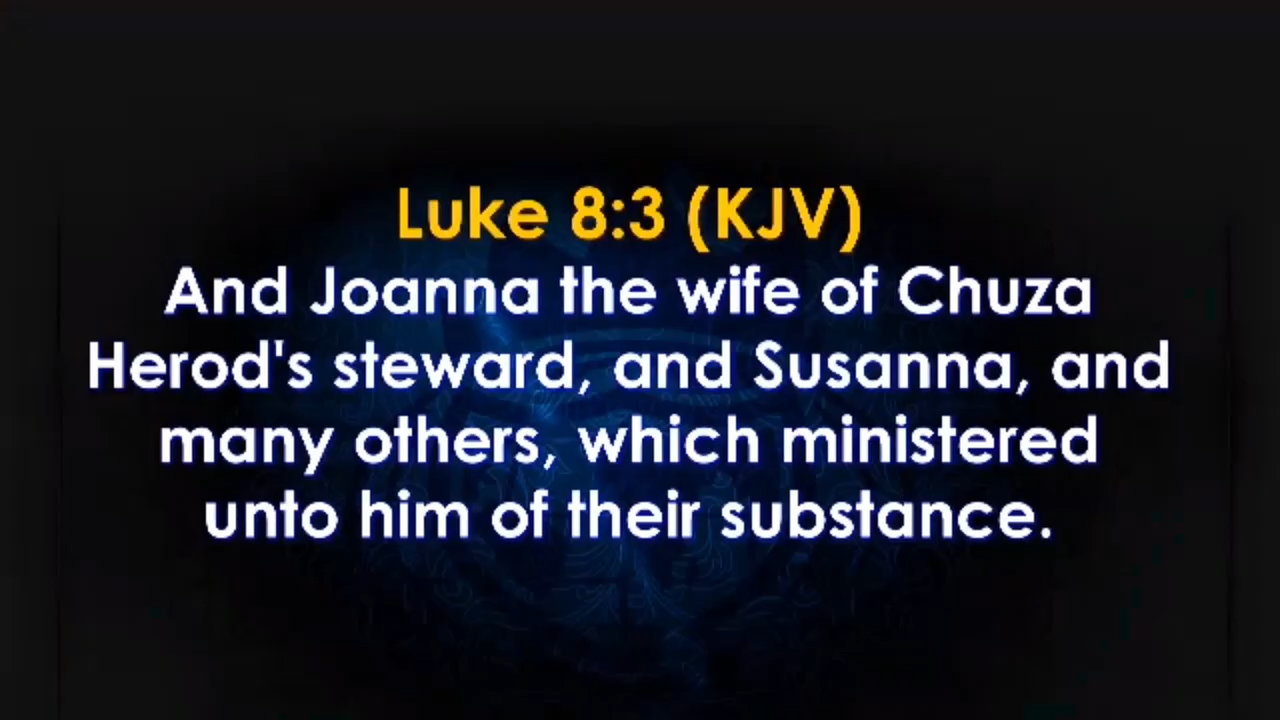 Luke 8:3 (KJV)
And Joanna the wife of Chuza
Herod's steward, and Susanna, and
many others, which ministered
unto him of their substance.